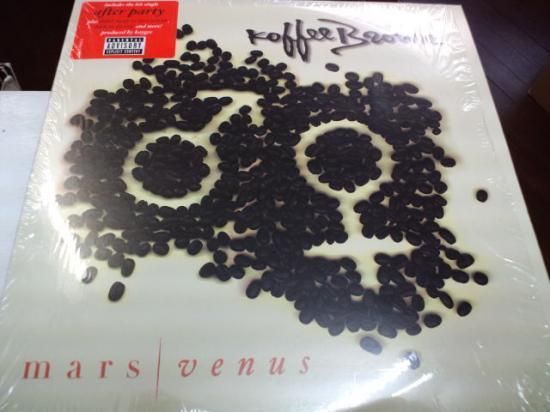 includes the hit single
after party
plus
and more!
produced by kaygee
PARENTAL
ADVISORY
EXPLICIT CONTENT
Koffee Brown.
mars | venus